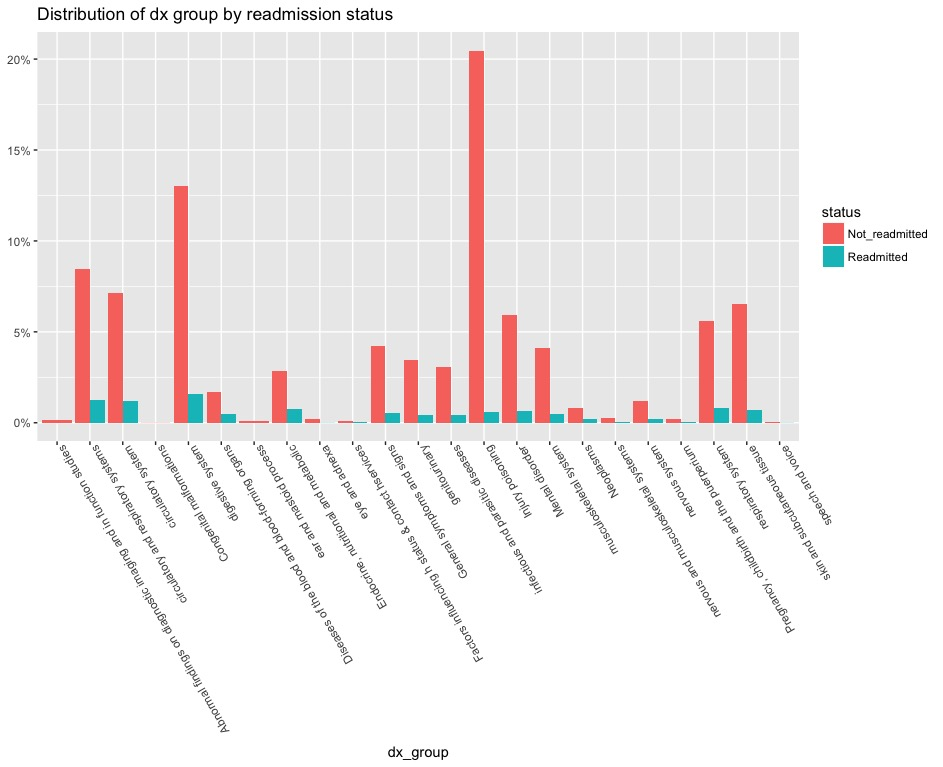 Distribution of dx group by readmission status
20%
15%
10%
5%
0%
status
Not_readmitted
Readmitted
Abnormal findings on diagnostic imaging and in function studies
circulatory and respiratory systems
circulatory system
Congenital malformations
digestive system
Diseases of the blood and blood-forming organs
ear and mastoid process
Endocrine, nutritional and metabolic
eye and adnexa
Factors influencing h status & contact hservices
General symptoms and signs
genitourinary
infectious and parasitic diseases
Injury, poisoning
Mental disorder
musculoskeletal system
Neoplasms
nervous and musculoskeletal systems
nervous system
Pregnancy, childbirth and the puerperium
respiratory system
skin and subcutaneous tissue
speech and voice
dx_group